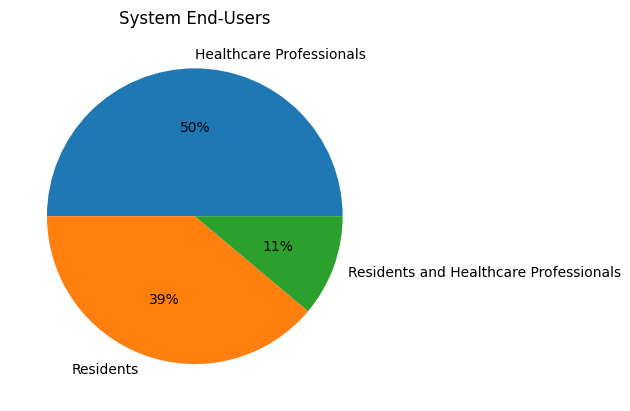 System End-Users
Healthcare Professionals
50%
11%
Residents and Healthcare Professionals
39%
Residents